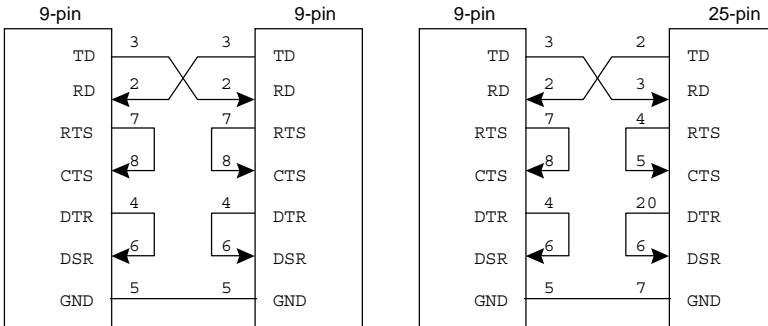 9-pin 9-pin 9-pin 25-pin
TD 3 3 TD TD 3 2 TD
RD 2 2 RD RD 2 3 RD
RTS 7 7 RTS RTS 7 4 RTS
CTS 8 8 CTS CTS 8 5 CTS
DTR 4 4 DTR DTR 4 20 DTR
DSR 6 6 DSR DSR 6 6 DSR
GND 5 5 GND GND 5 7 GND